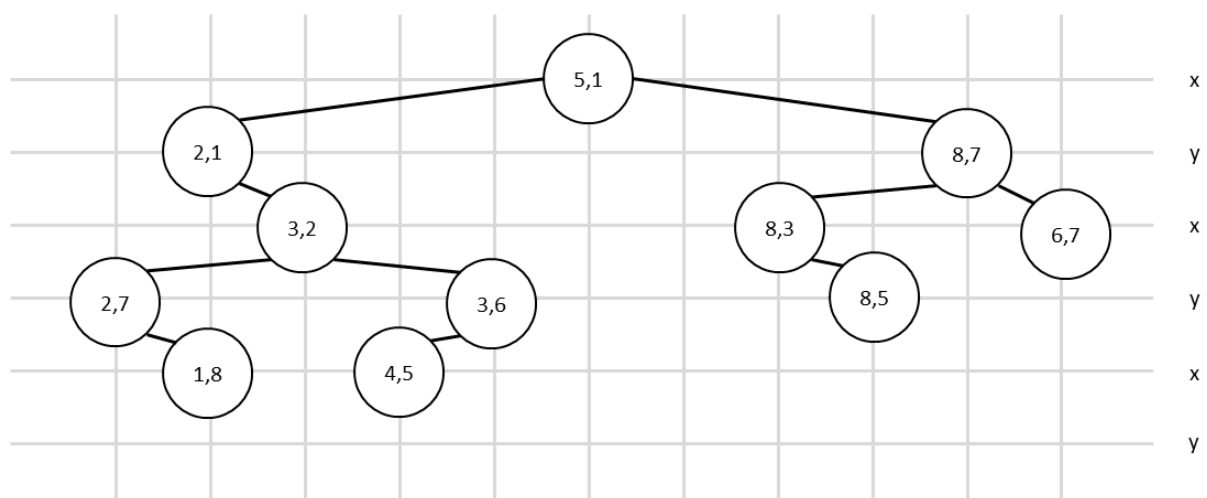 5,1 x
2,1 8,7 y
3,2 8,3 6,7 x
2,7 3,6 8,5 y
1,8 4,5 x
y